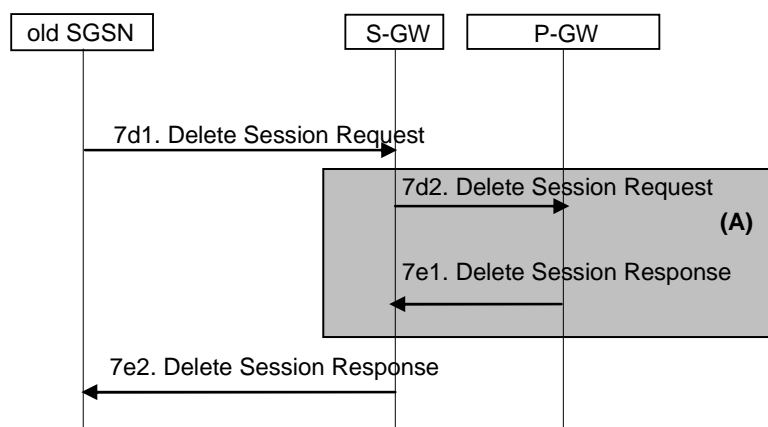 old SGSN
S-GW
P-GW
7d1. Delete Session Request
7d2. Delete Session Request
(A)
7e1. Delete Session Response
7e2. Delete Session Response